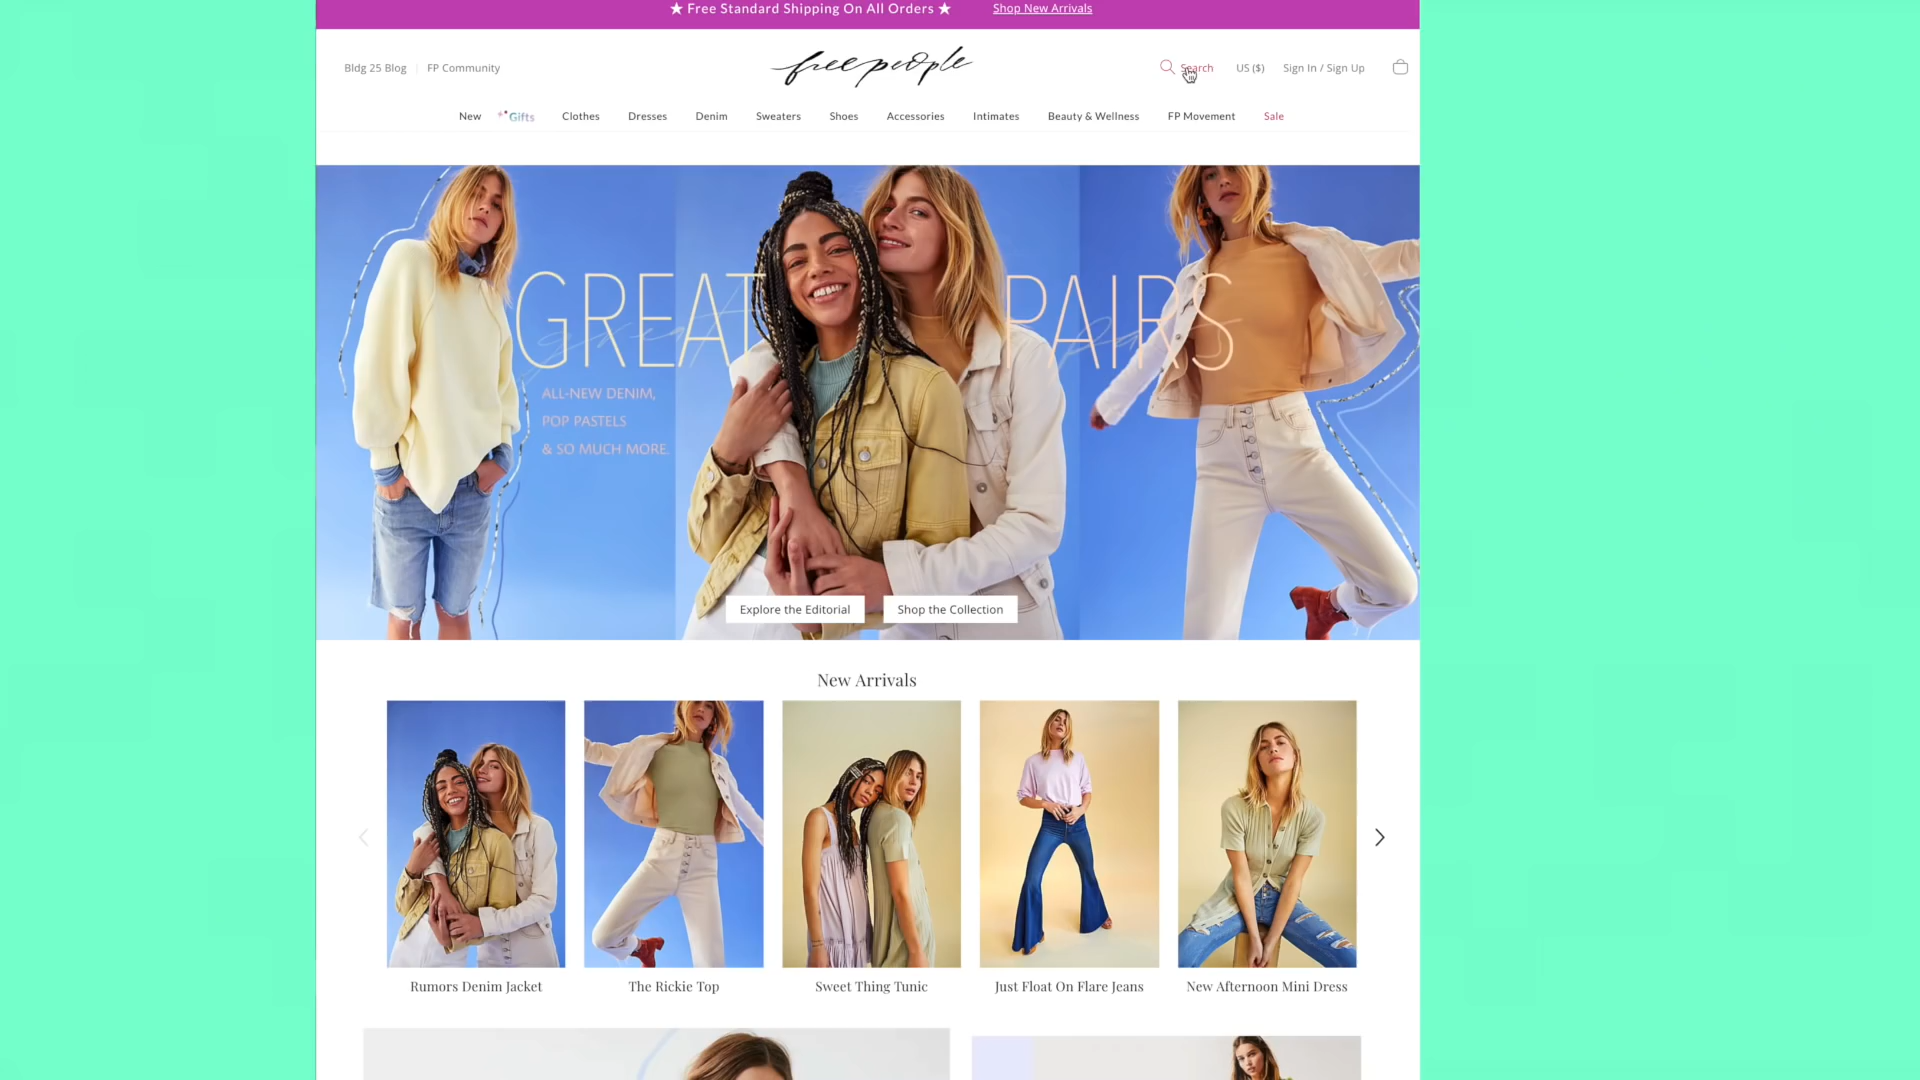 ★ Free Standard Shipping On All Orders ★ Shop New Arrivals
Bldg 25 Blog FP Community free people Search US ($) Sign In / Sign Up
New Gifts Clothes Dresses Denim Sweaters Shoes Accessories Intimates Beauty & Wellness FP Movement Sale
GREAT PAIRS
ALL-NEW DENIM,
POP PASTELS
& SO MUCH MORE.
Explore the Editorial Shop the Collection
New Arrivals
Rumors Denim Jacket The Rickie Top Sweet Thing Tunic Just Float On Flare Jeans New Afternoon Mini Dress